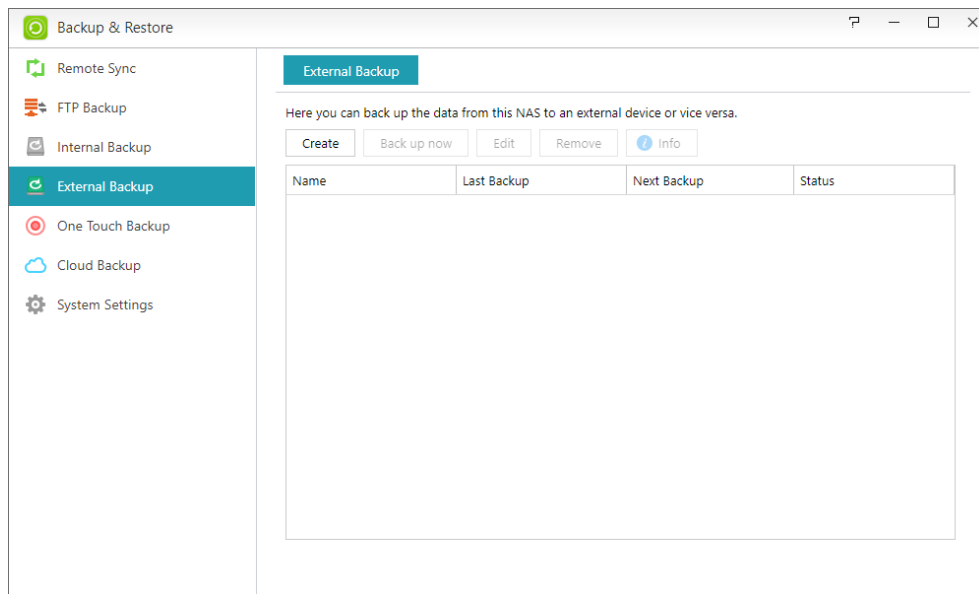 Backup & Restore
Remote Sync
FTP Backup
Internal Backup
External Backup
One Touch Backup
Cloud Backup
System Settings
External Backup
Here you can back up the data from this NAS to an external device or vice versa.
Create Back up now Edit Remove Info
Name Last Backup Next Backup Status